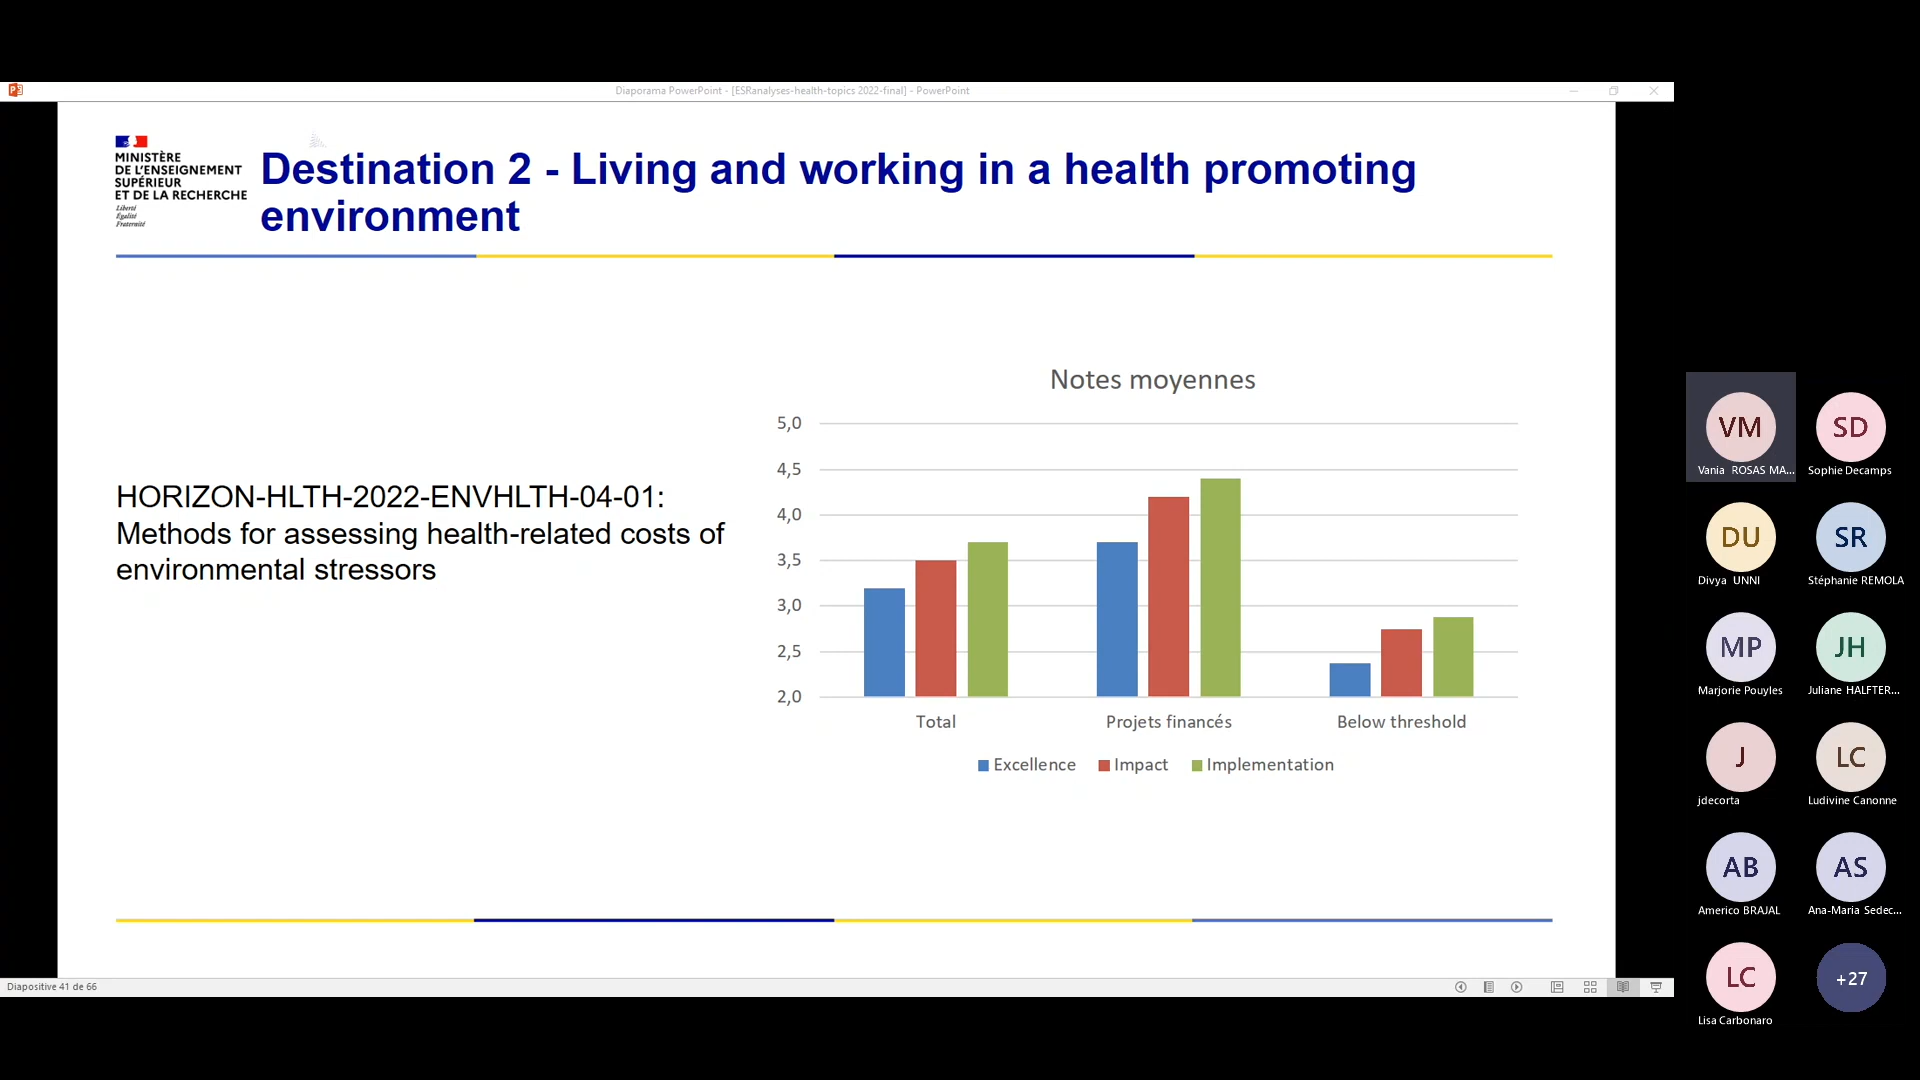 Diaporama PowerPoint - [ESRanalyses-health-topics 2022-final] - PowerPoint
MINISTÈRE
DE L'ENSEIGNEMENT
SUPÉRIEUR
ET DE LA RECHERCHE
Liberté
Égalité
Fraternité
Destination 2 - Living and working in a health promoting
environment
HORIZON-HLTH-2022-ENVHLTH-04-01:
Methods for assessing health-related costs of
environmental stressors
Notes moyennes
5,0
4,5
4,0
3,5
3,0
2,5
2,0
Total Projets financés Below threshold
Excellence Impact Implementation
Diapositive 41 de 66
VM SD
Vania ROSAS MA... Sophie Decamps
DU SR
Divya UNNI Stéphanie REMOLA
MP JH
Marjorie Pouyles Juliane HALFTER...
J LC
jdecorta Ludivine Canonne
AB AS
Americo BRAJAL Ana-Maria Sedec...
LC +27
Lisa Carbonaro